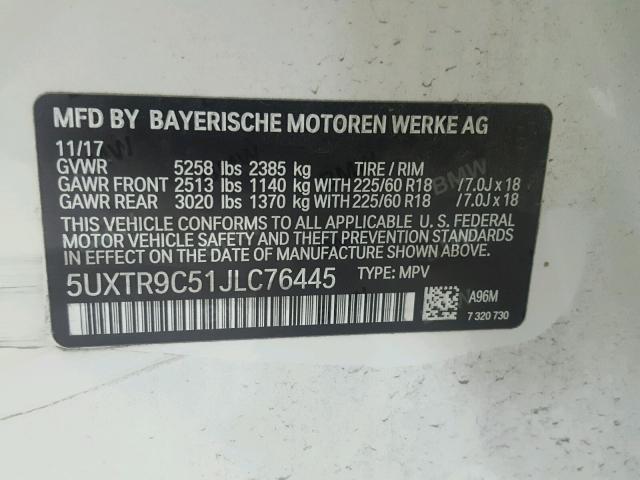 MFD BY BAYERISCHE MOTOREN WERKE AG
11/17
GVWR 5258 lbs 2385 kg TIRE / RIM
GAWR FRONT 2513 lbs 1140 kg WITH 225/60 R18 / 7.0J x 18
GAWR REAR 3020 lbs 1370 kg WITH 225/60 R18 / 7.0J x 18
THIS VEHICLE CONFORMS TO ALL APPLICABLE U. S. FEDERAL
MOTOR VEHICLE SAFETY AND THEFT PREVENTION STANDARDS
IN EFFECT ON THE DATE OF MANUFACTURE SHOWN ABOVE.
5UXTR9C51JLC76445 TYPE: MPV
A96M
7 320 730
BMW